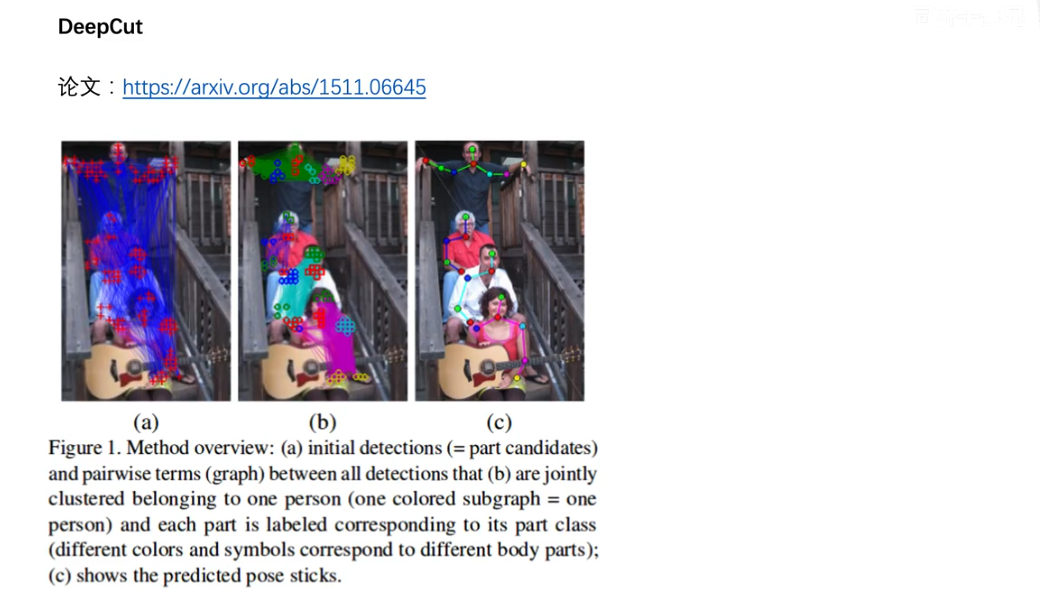 DeepCut
论文：https://arxiv.org/abs/1511.06645
(a) (b) (c)
Figure 1. Method overview: (a) initial detections (= part candidates)
and pairwise terms (graph) between all detections that (b) are jointly
clustered belonging to one person (one colored subgraph = one
person) and each part is labeled corresponding to its part class
(different colors and symbols correspond to different body parts);
(c) shows the predicted pose sticks.